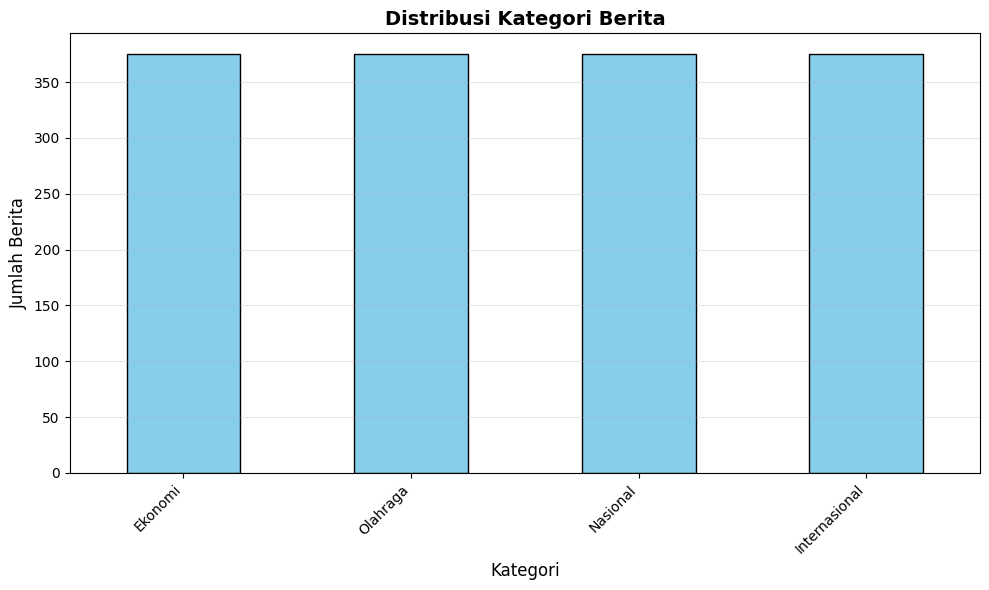 Distribusi Kategori Berita
Jumlah Berita
350
300
250
200
150
100
50
0
Ekonomi
Olahraga
Nasional
Internasional
Kategori